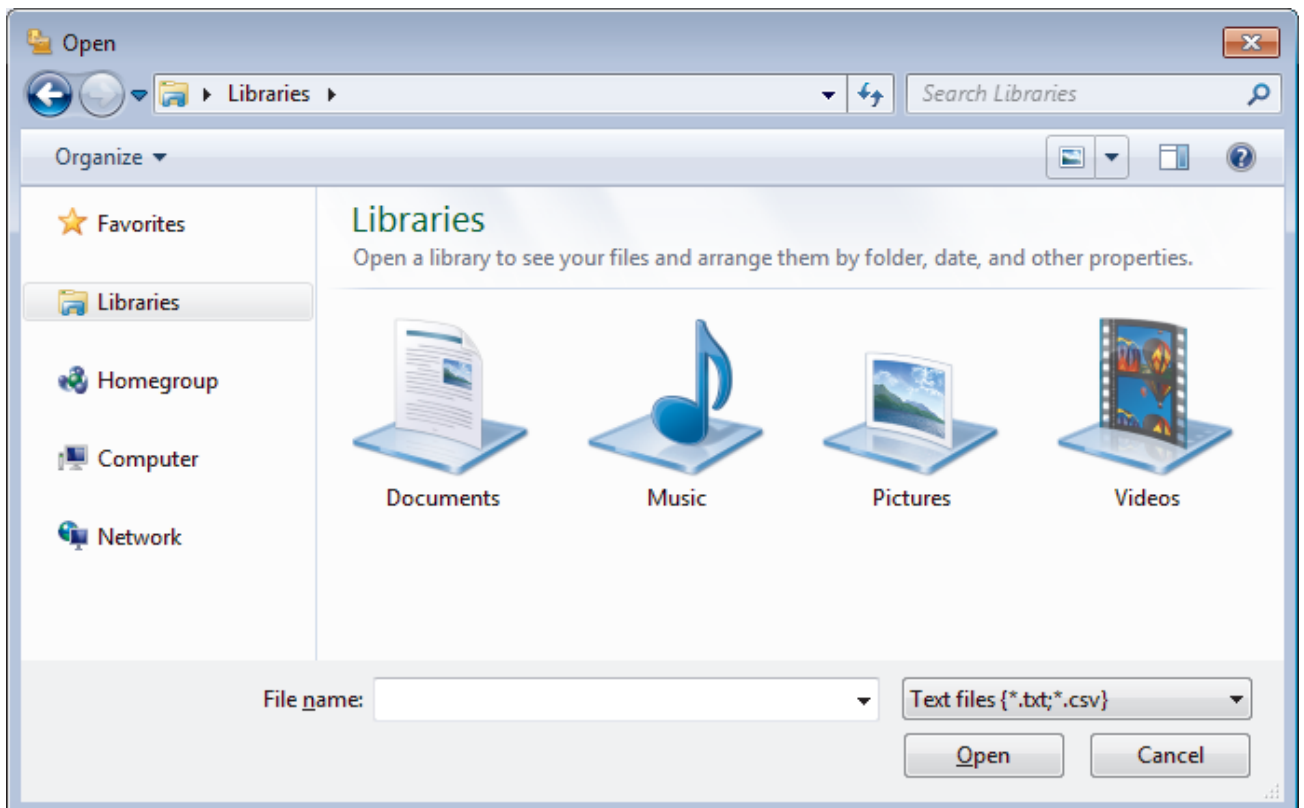 Open
Libraries
Search Libraries
Organize
Favorites
Libraries
Homegroup
Computer
Network
Libraries
Open a library to see your files and arrange them by folder, date, and other properties.
Documents Music Pictures Videos
File name: Text files {*.txt;*.csv}
Open Cancel